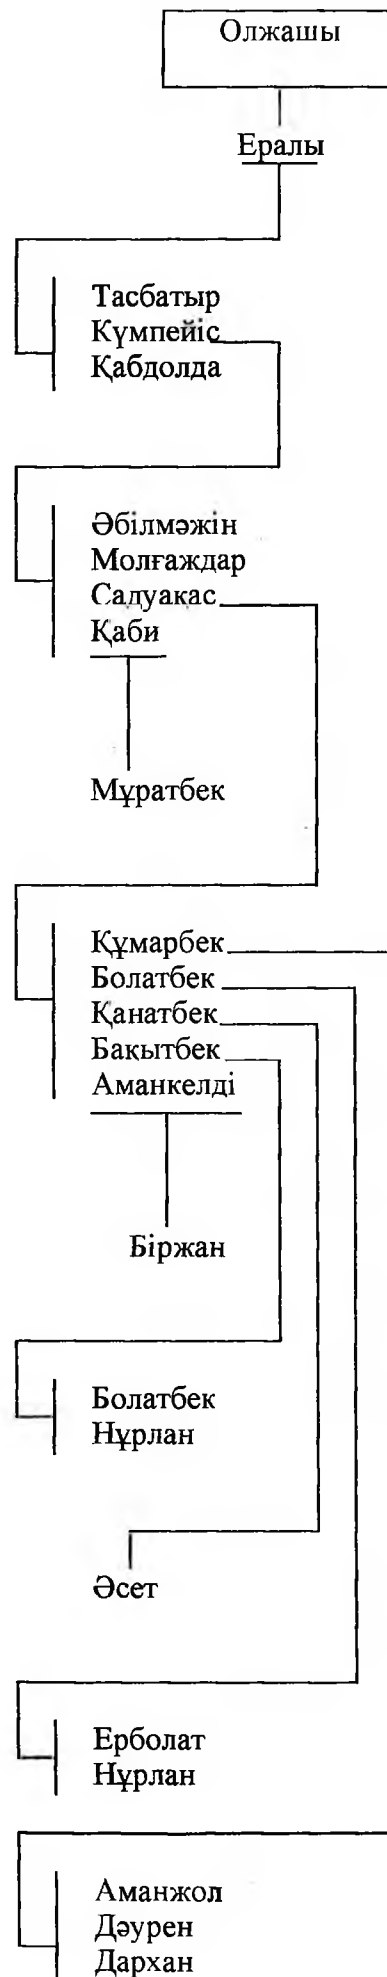 Олжашы
Ералы
Тасбатыр
Күмпейіс
Қабдолда
Әбілмәжін
Молғаждар
Салуақас
Қаби
Мұратбек
Құмарбек
Болатбек
Қанатбек
Бақытбек
Аманкелді
Біржан
Болатбек
Нұрлан
Әсет
Ерболат
Нұрлан
Аманжол
Дәурен
Дархан